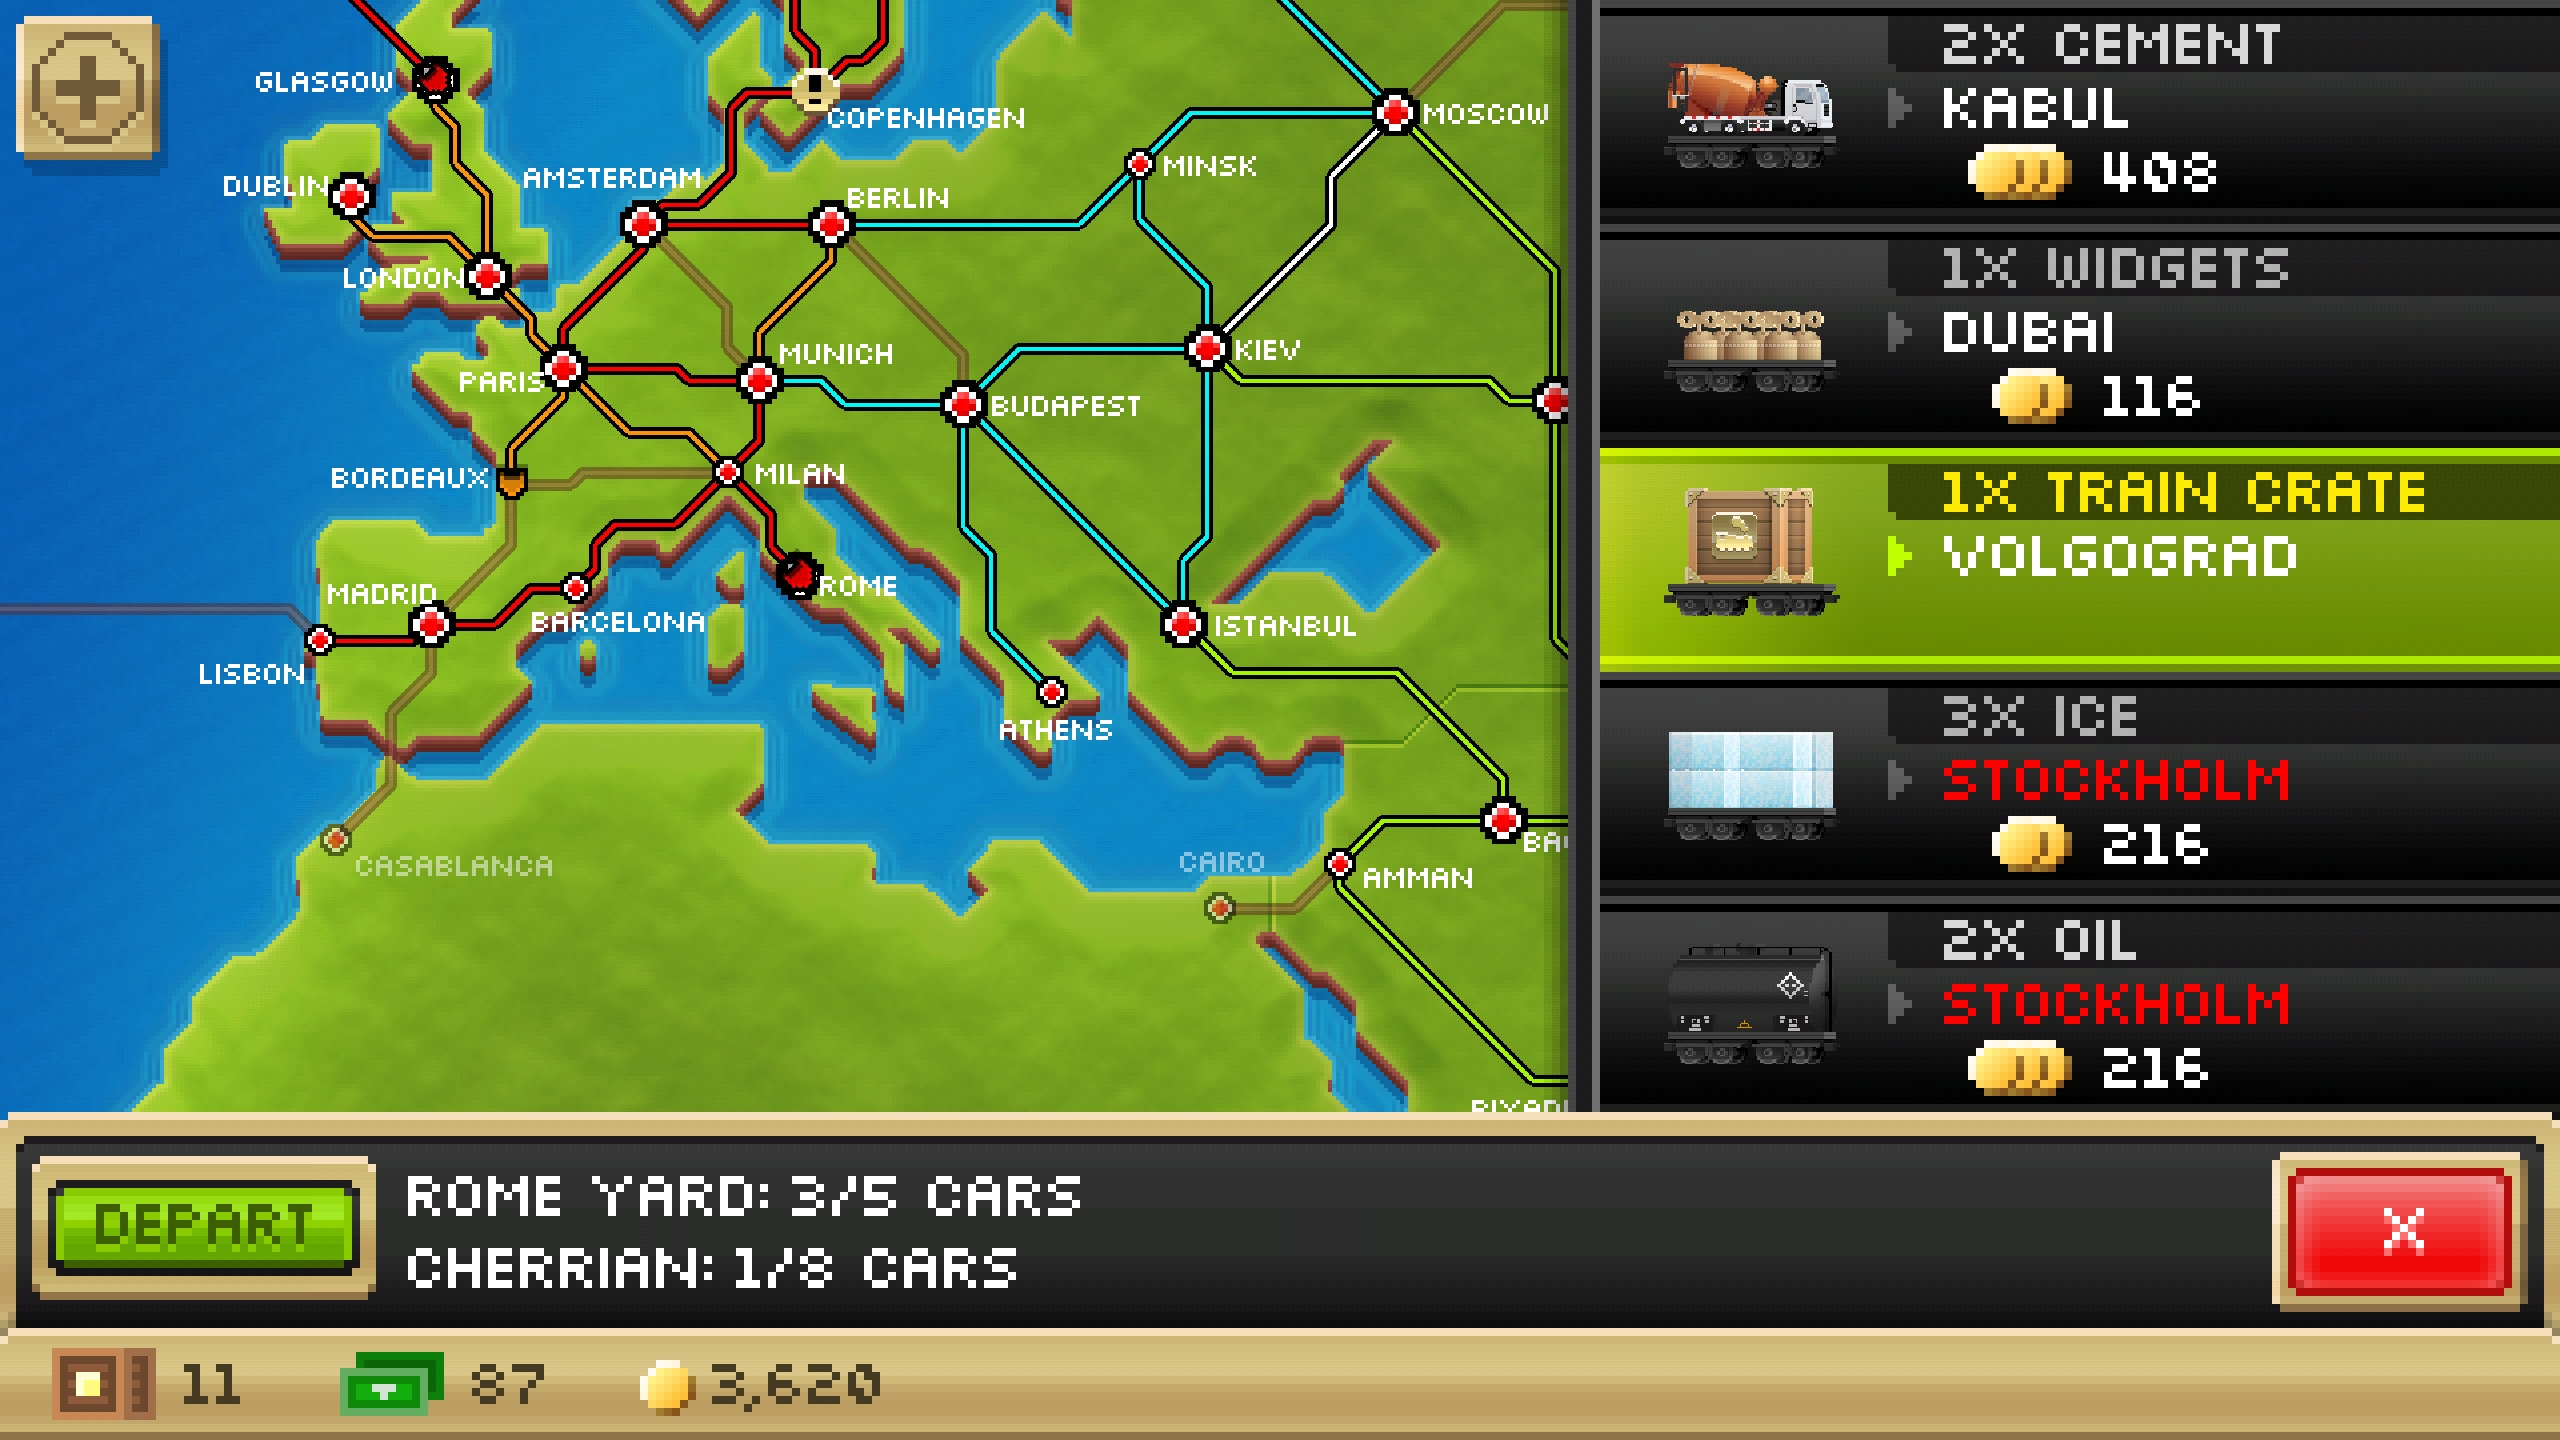 GLASGOW
COPENHAGEN
MOSCOW
DUBLIN
AMSTERDAM
BERLIN
MINSK
LONDON
PARIS
MUNICH
KIEV
BUDAPEST
BORDEAUX
MILAN
MADRID
BARCELONA
ROME
ISTANBUL
LISBON
ATHENS
CASABLANCA
CAIRO
AMMAN
BAG
RIYAD
2X CEMENT
KABUL
408
1X WIDGETS
DUBAI
116
1X TRAIN CRATE
VOLGOGRAD
3X ICE
STOCKHOLM
216
2X OIL
STOCKHOLM
216
DEPART
ROME YARD: 3/5 CARS
CHERRIAN: 1/8 CARS
X
11 87 3,620